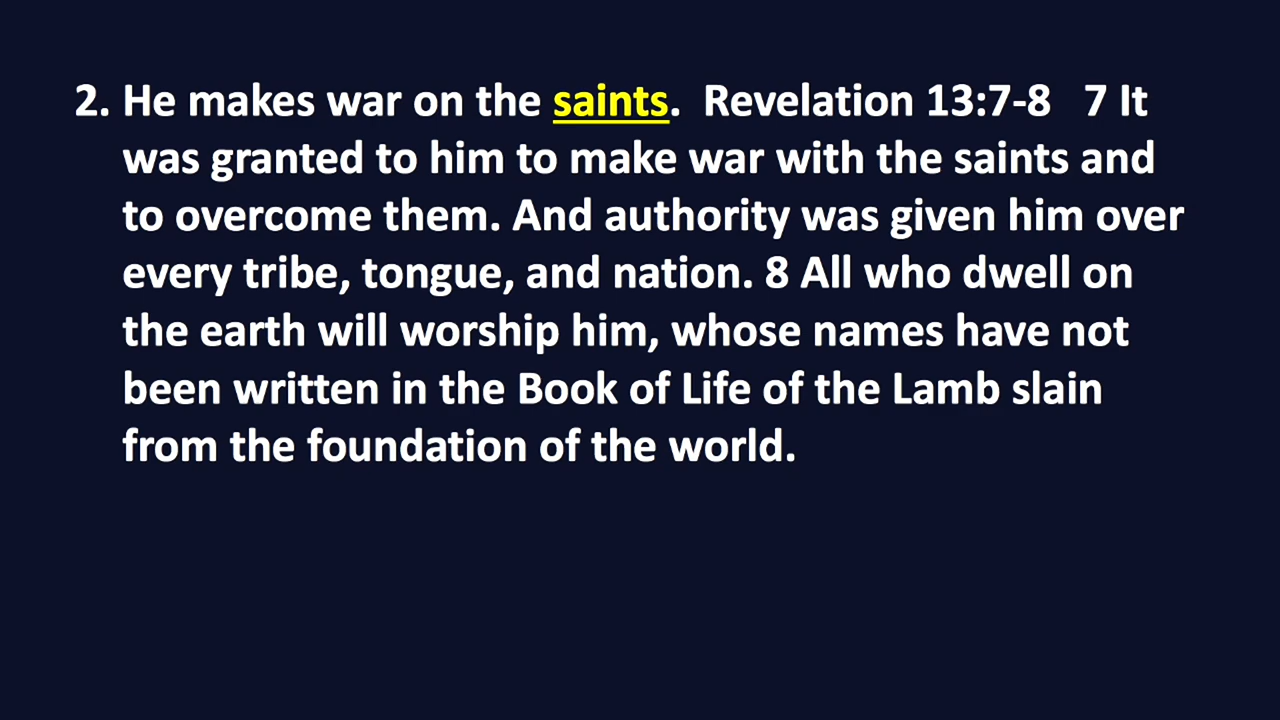 2. He makes war on the saints.  Revelation 13:7-8   7 It
was granted to him to make war with the saints and
to overcome them. And authority was given him over
every tribe, tongue, and nation. 8 All who dwell on
the earth will worship him, whose names have not
been written in the Book of Life of the Lamb slain
from the foundation of the world.